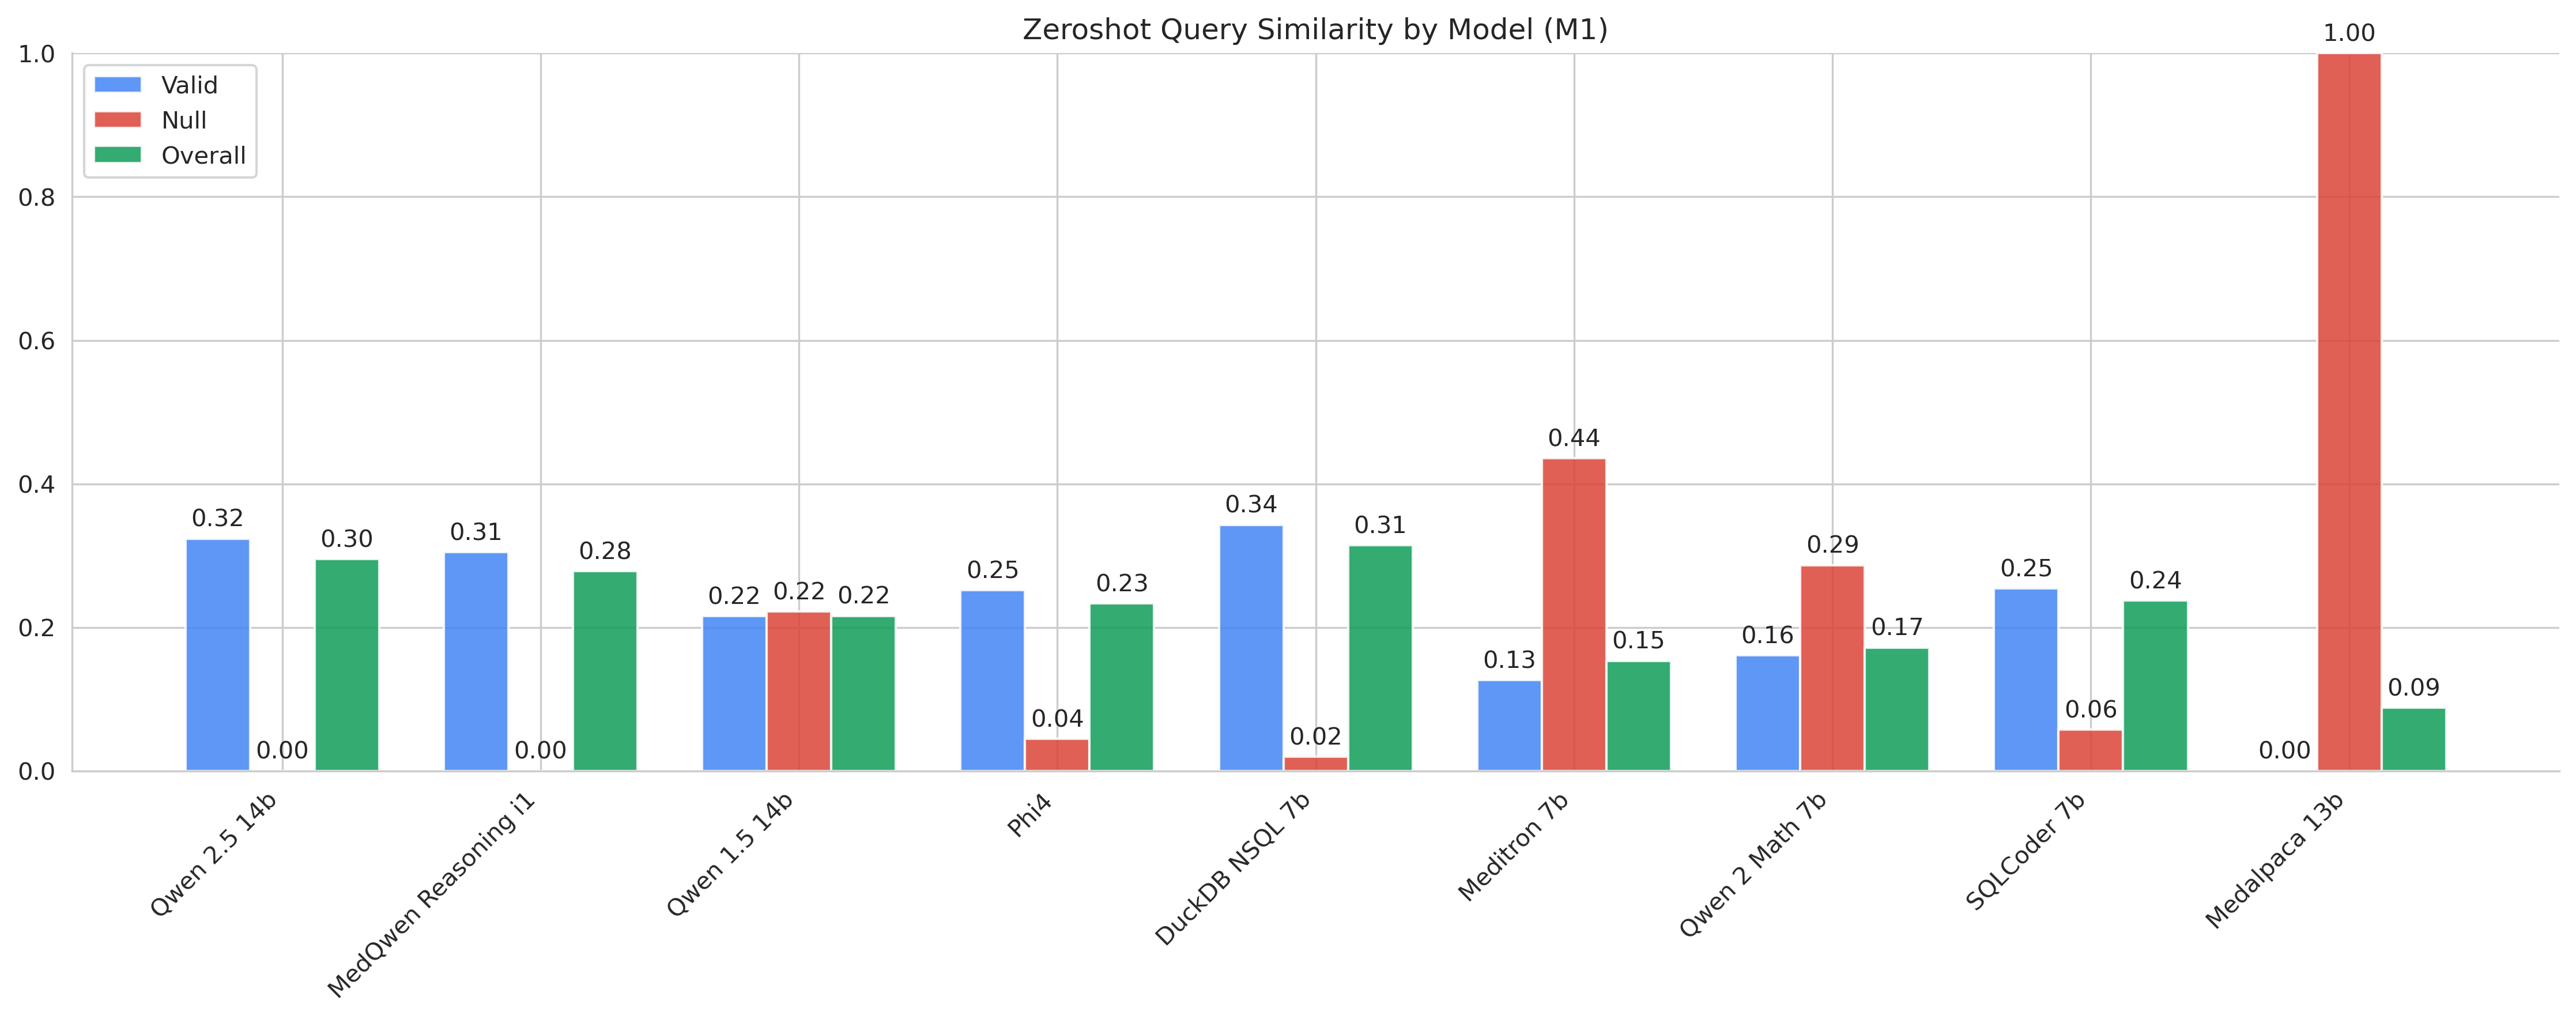 Zeroshot Query Similarity by Model (M1)
1.0
0.8
0.6
0.4
0.2
0.0
Valid
Null
Overall
0.32
0.00
0.30
0.31
0.00
0.28
0.22
0.22
0.22
0.25
0.04
0.23
0.34
0.02
0.31
0.13
0.44
0.15
0.16
0.29
0.17
0.25
0.06
0.24
0.00
1.00
0.09
Qwen 2.5 14b
MedQwen Reasoning i1
Qwen 1.5 14b
Phi4
DuckDB NSQL 7b
Meditron 7b
Qwen 2 Math 7b
SQLCoder 7b
Medalpaca 13b